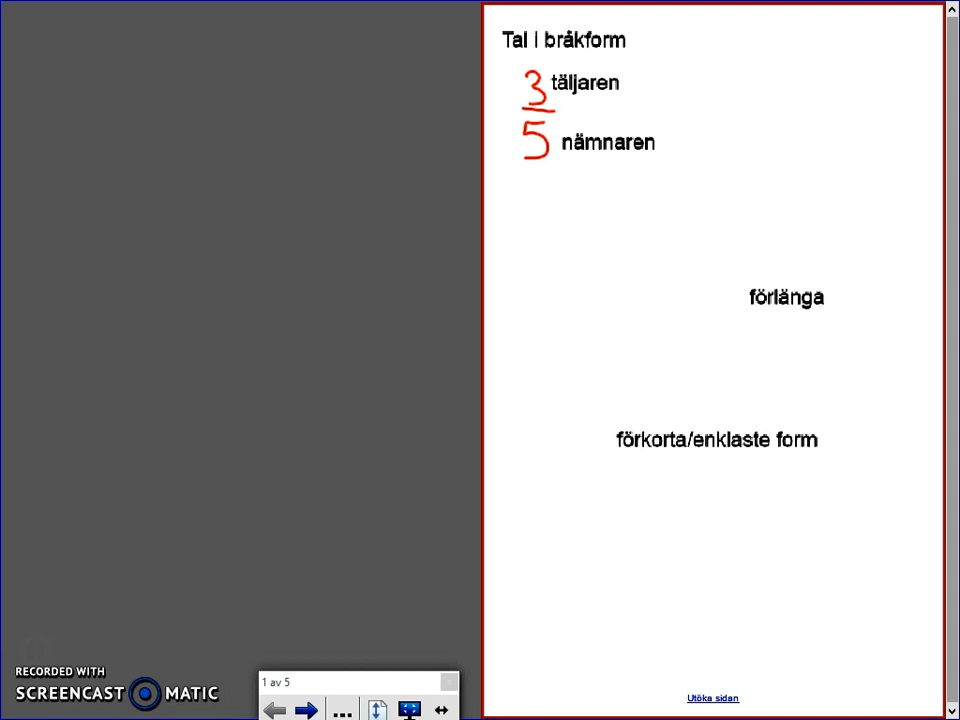 Tal i bråkform
3 täljaren
5 nämnaren
förlänga
förkorta/enklaste form
Utöka sidan
RECORDED WITH
SCREENCAST MATIC
1 av 5
...